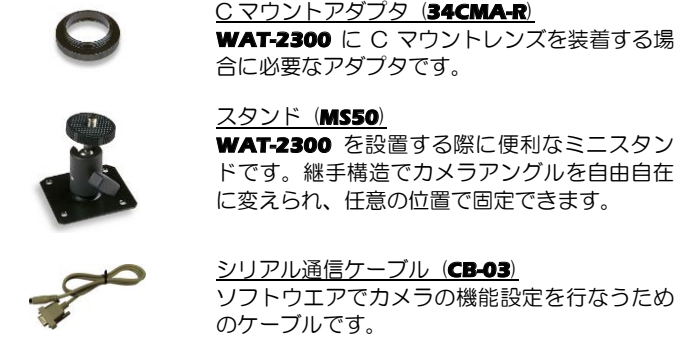 C マウントアダプタ (34CMA-R)
WAT-2300 に C マウントレンズを装着する場
合に必要なアダプタです。
スタンド (MS50)
WAT-2300 を設置する際に便利なミニスタン
ドです。継手構造でカメラアングルを自由自在
に変えられ、任意の位置で固定できます。
シリアル通信ケーブル (CB-03)
ソフトウエアでカメラの機能設定を行なうため
のケーブルです。